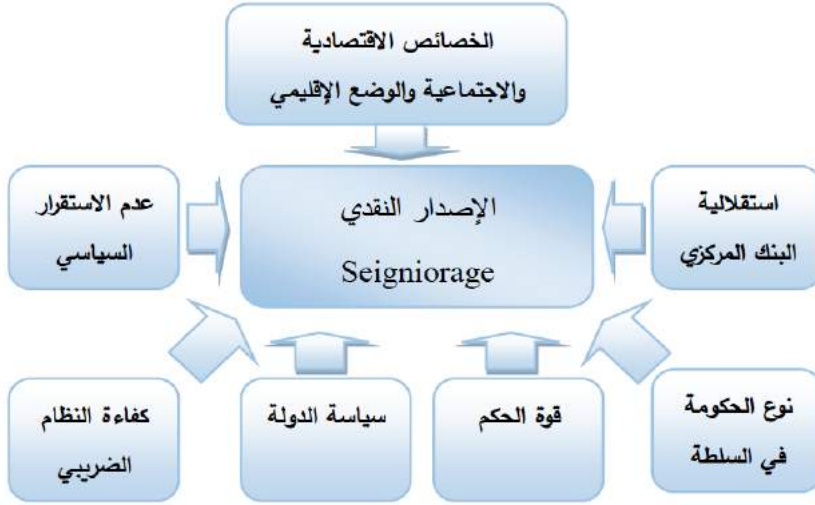 الخصائص الاقتصادية
والاجتماعية والوضع الإقليمي
استقلالية
البنك المركزي
الإصدار النقدي
Seigniorage
عدم الاستقرار
السياسي
نوع الحكومة
في السلطة
قوة الحكم
سياسة الدولة
كفاءة النظام
الضريبي